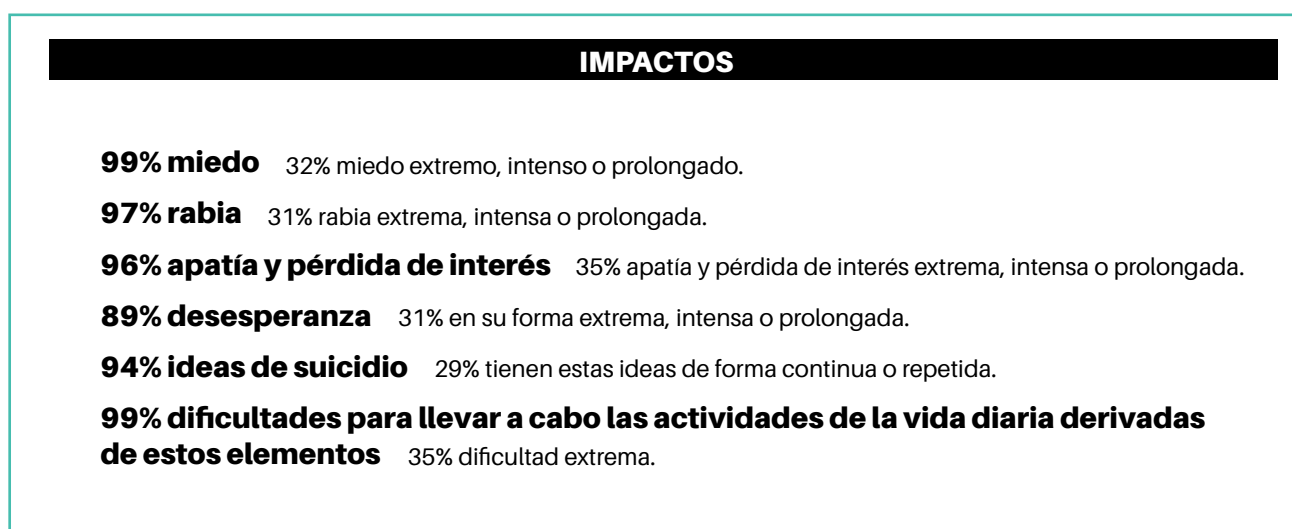 IMPACTOS
99% miedo 32% miedo extremo, intenso o prolongado.
97% rabia 31% rabia extrema, intensa o prolongada.
96% apatía y pérdida de interés 35% apatía y pérdida de interés extrema, intensa o prolongada.
89% desesperanza 31% en su forma extrema, intensa o prolongada.
94% ideas de suicidio 29% tienen estas ideas de forma continua o repetida.
99% dificultades para llevar a cabo las actividades de la vida diaria derivadas
de estos elementos 35% dificultad extrema.